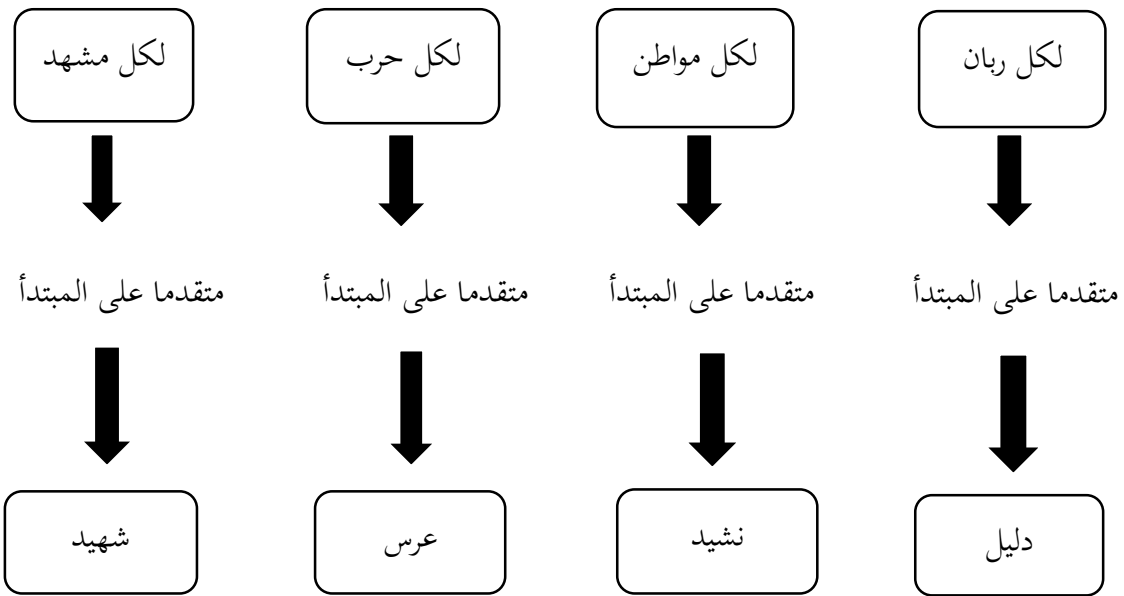 لكل ربان
لكل مواطن
لكل حرب
لكل مشهد
متقدما على المبتدأ
متقدما على المبتدأ
متقدما على المبتدأ
متقدما على المبتدأ
دليل
نشيد
عرس
شهيد